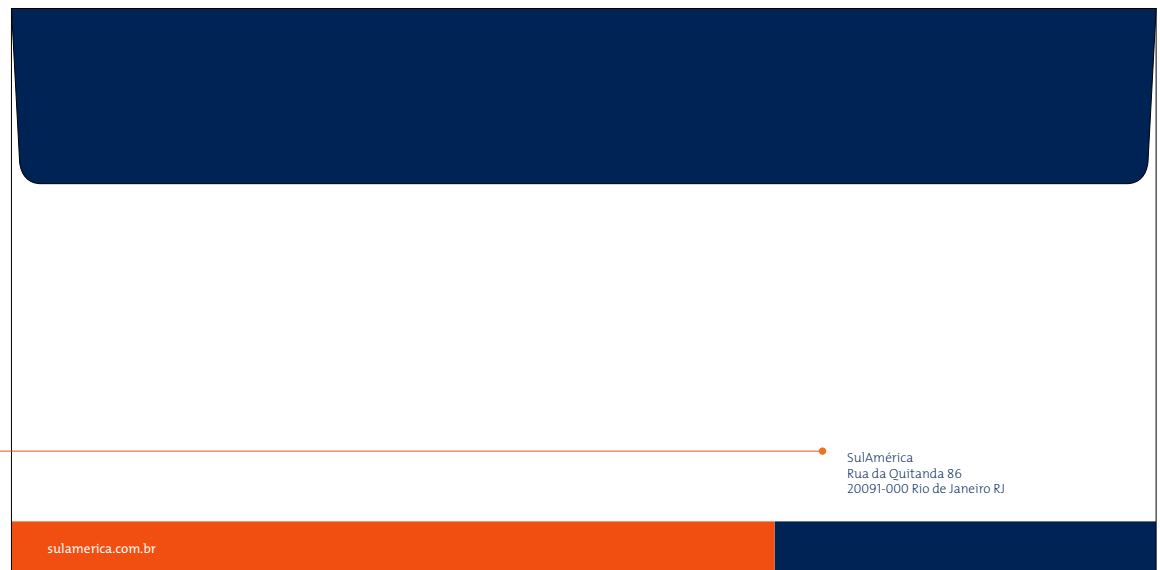 SulAmérica
Rua da Quitanda 86
20091-000 Rio de Janeiro RJ
sulamerica.com.br